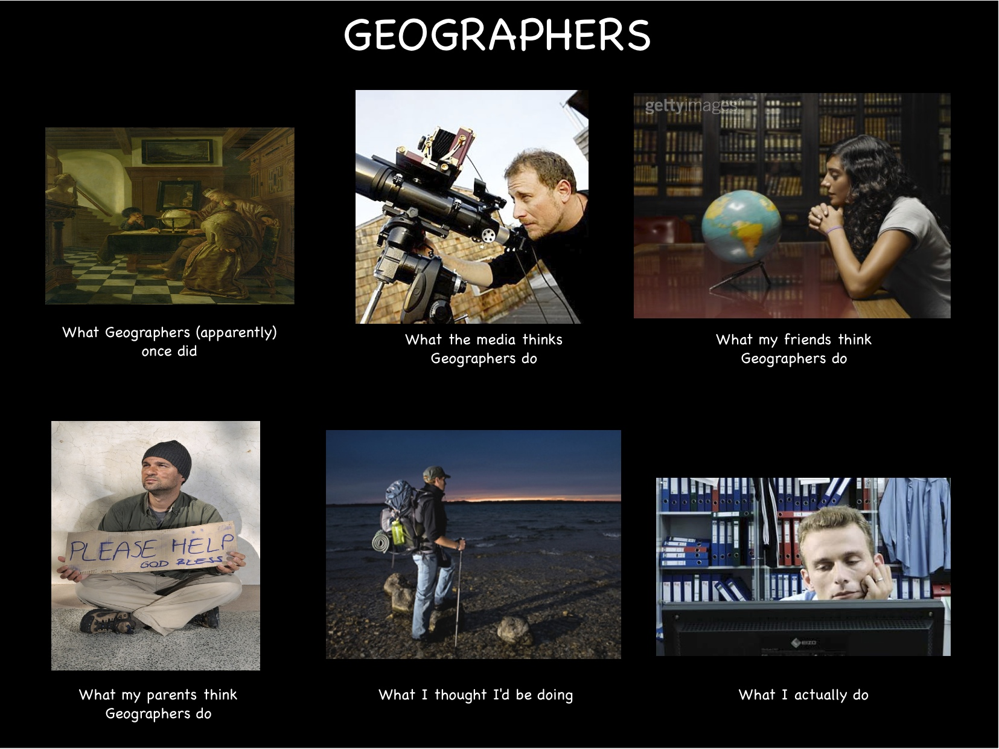 GEOGRAPHERS
gettyimages®
What Geographers (apparently)
once did
What the media thinks
Geographers do
What my friends think
Geographers do
PLEASE HELP
GOD BLESS
EIZO
What my parents think
Geographers do
What I thought I'd be doing
What I actually do